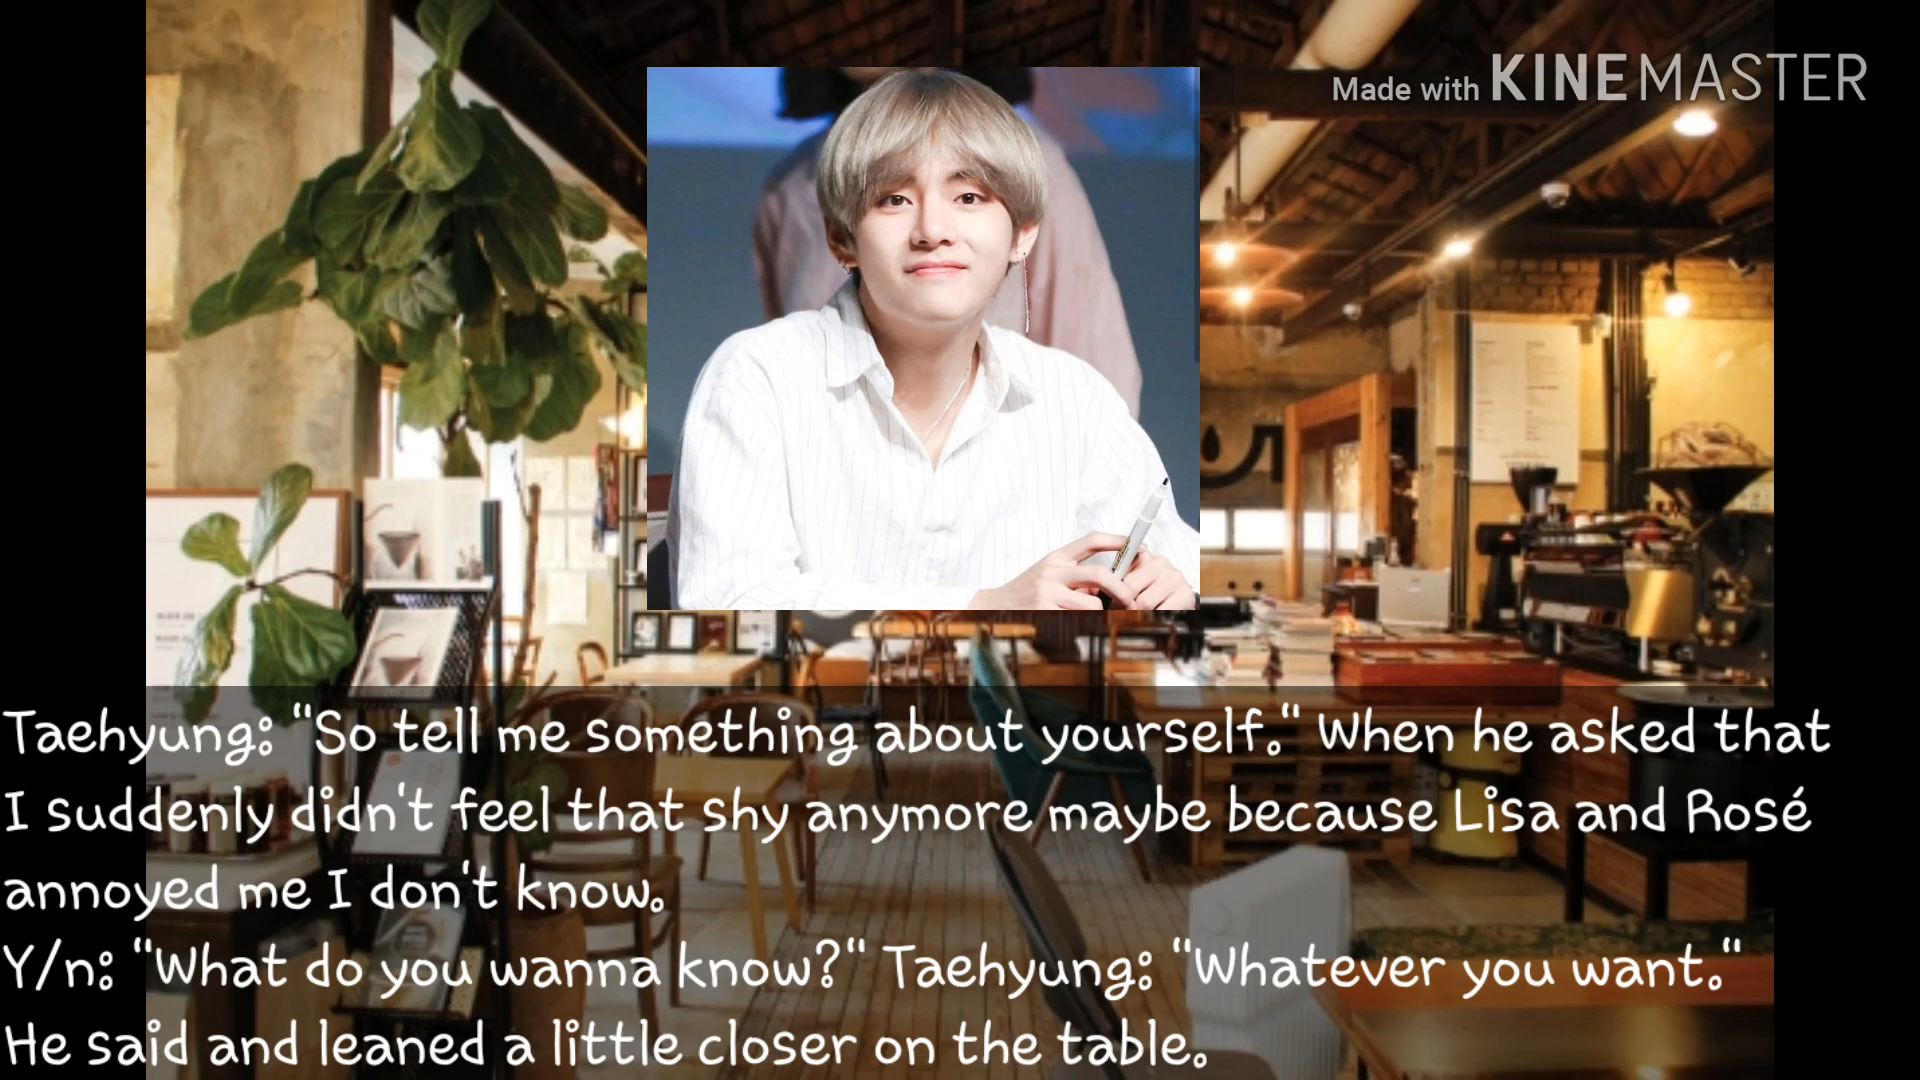 Made with KINEMASTER
Taehyung: "So tell me something about yourself." When he asked that
I suddenly didn't feel that shy anymore maybe because Lisa and Rosé
annoyed me I don't know.
Y/n: "What do you wanna know?" Taehyung: "Whatever you want."
He said and leaned a little closer on the table.